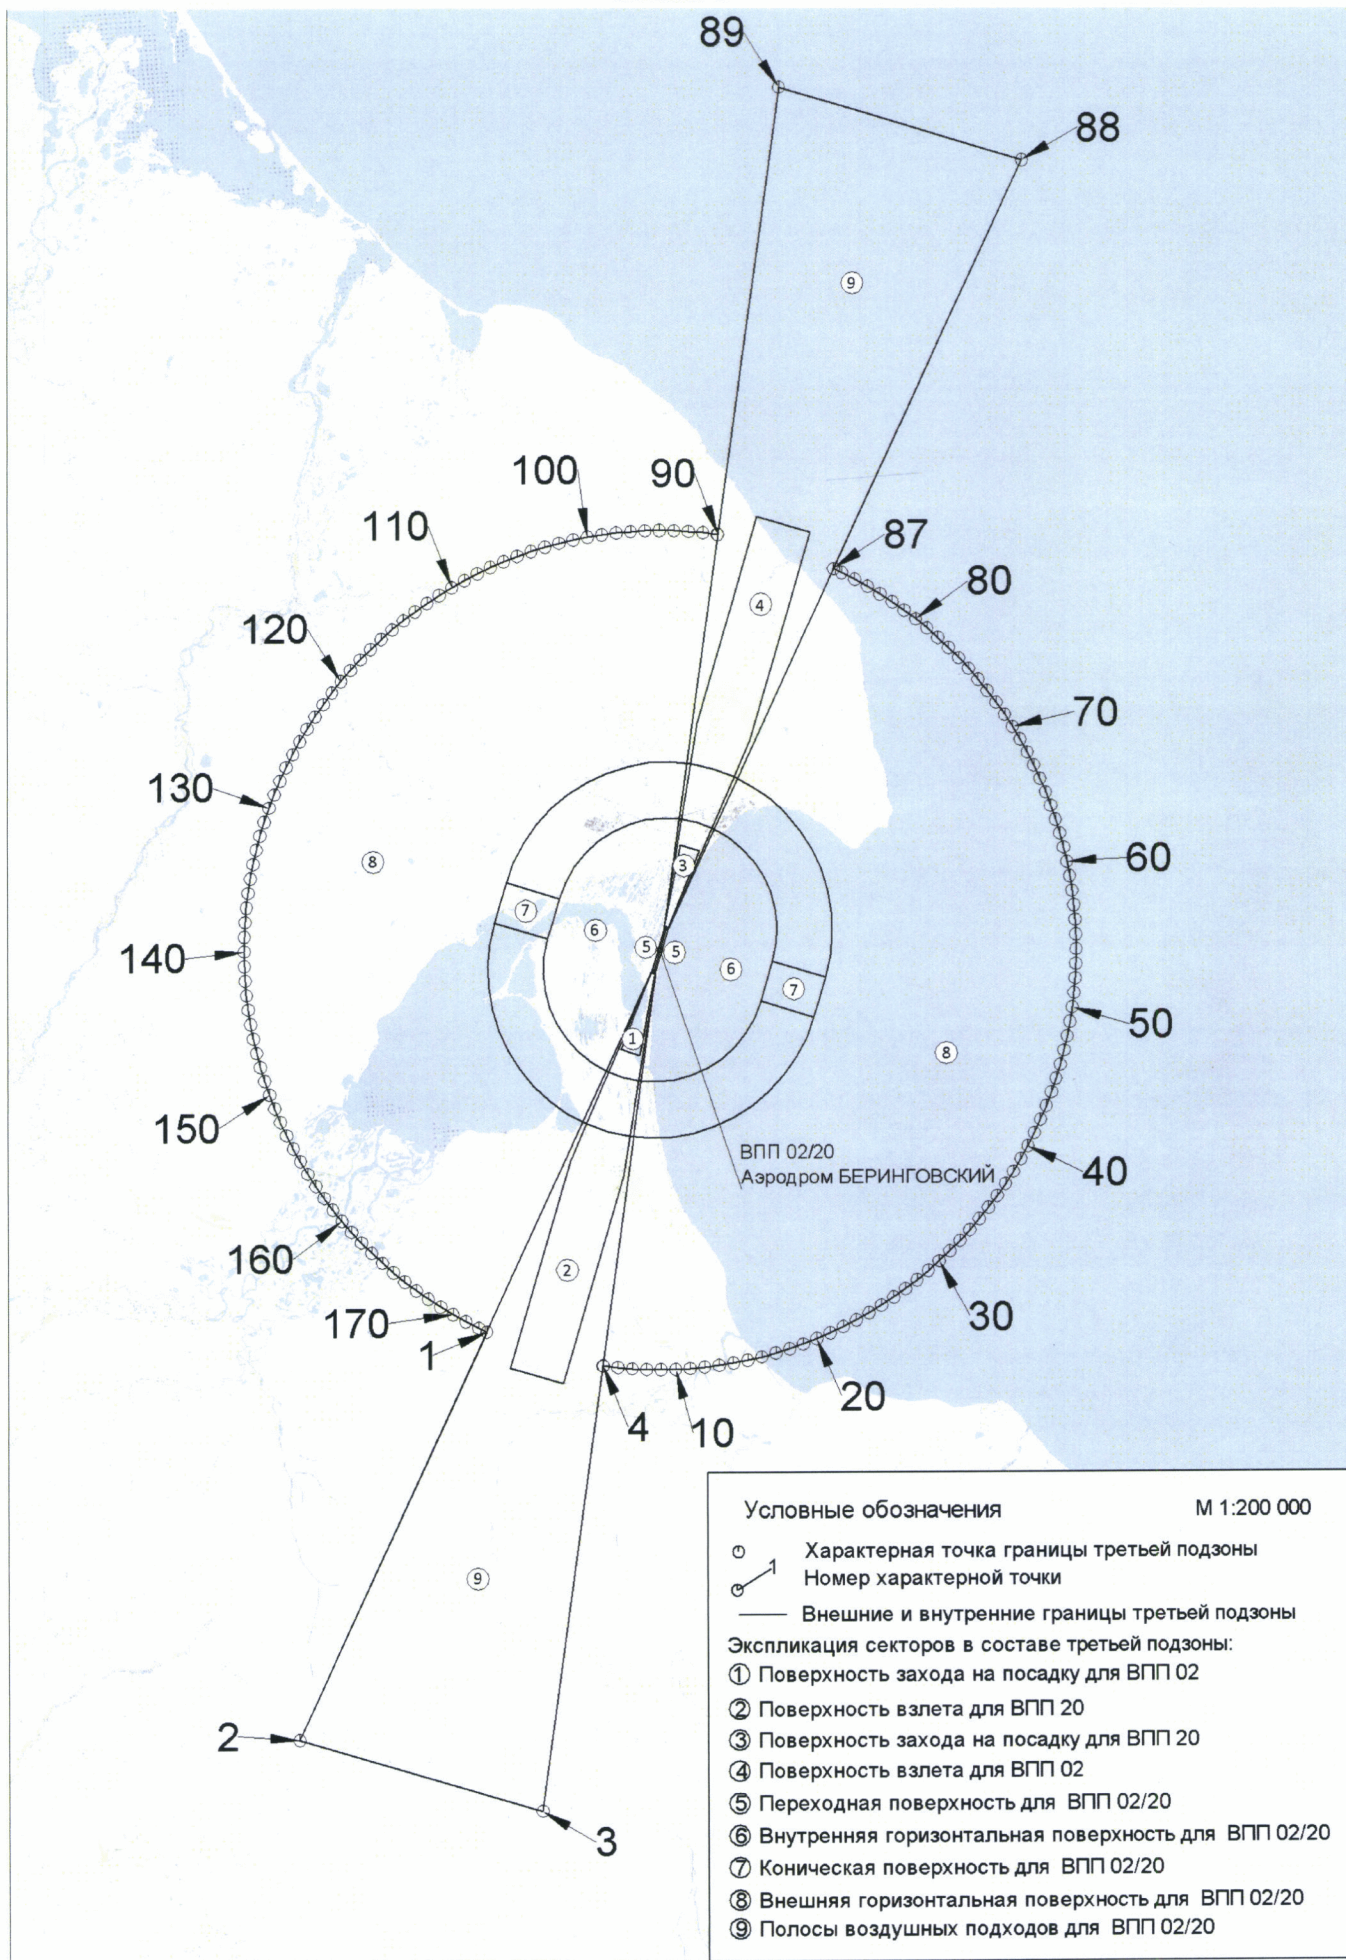 89
88
9
100
90
110
87
80
4
120
70
130
3
60
8
7
6
140
5
5
6
7
50
1
8
150
ВПП 02/20
Аэродром БЕРИНГОВСКИЙ
40
160
2
170
1
30
20
4
10
9
2
3
Условные обозначения М 1:200 000
Характерная точка границы третьей подзоны
1
Номер характерной точки
Внешние и внутренние границы третьей подзоны
Экспликация секторов в составе третьей подзоны:
① Поверхность захода на посадку для ВПП 02
② Поверхность взлета для ВПП 20
③ Поверхность захода на посадку для ВПП 20
④ Поверхность взлета для ВПП 02
⑤ Переходная поверхность для ВПП 02/20
⑥ Внутренняя горизонтальная поверхность для ВПП 02/20
⑦ Коническая поверхность для ВПП 02/20
⑧ Внешняя горизонтальная поверхность для ВПП 02/20
⑨ Полосы воздушных подходов для ВПП 02/20